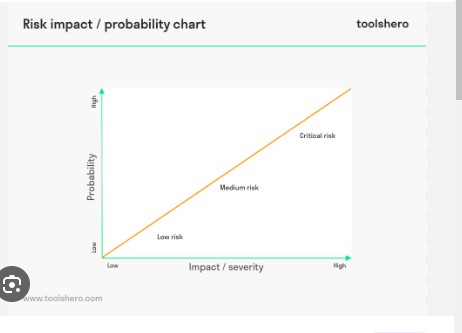 Risk impact / probability chart
toolshero
High
Critical risk
Probability
Medium risk
Low risk
Low
Low
Impact / severity
High
www.toolshero.com